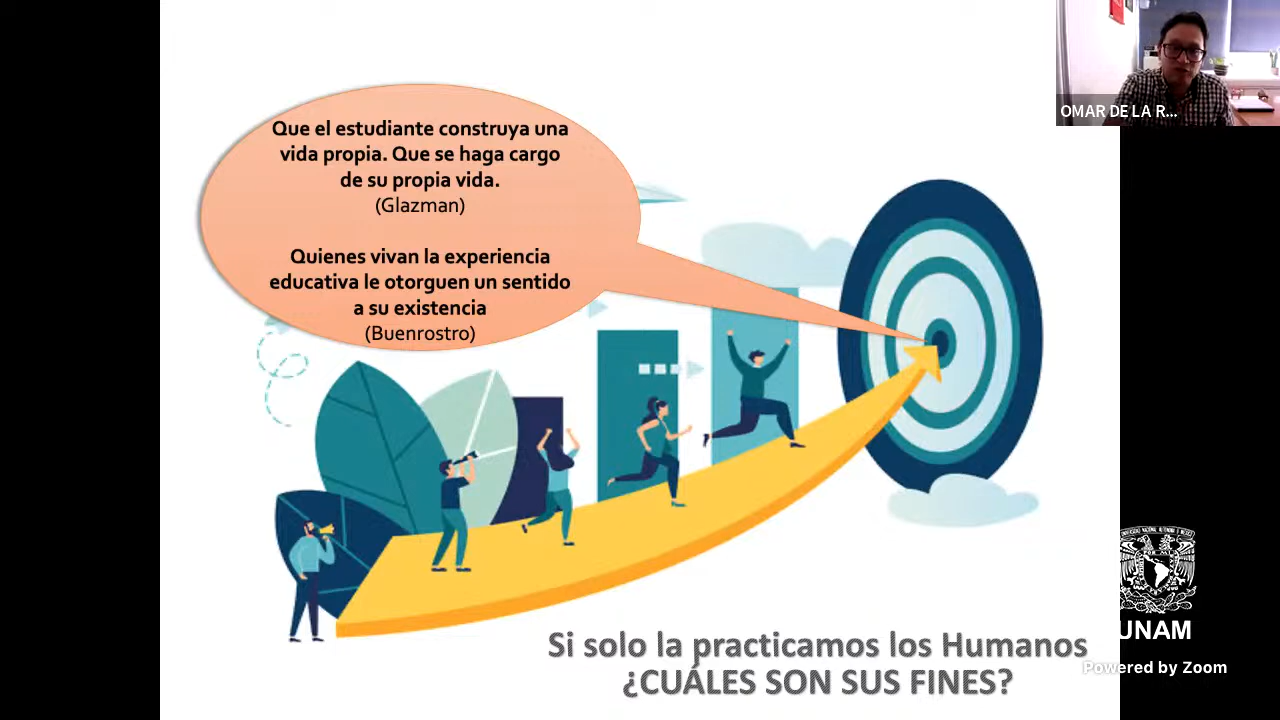 Que el estudiante construya una
vida propia. Que se haga cargo
de su propia vida.
(Glazman)
Quienes vivan la experiencia
educativa le otorguen un sentido
a su existencia
(Buenrostro)
Si solo la practicamos los Humanos
¿CUÁLES SON SUS FINES?
OMAR DE LA R...
UNAM
Powered by Zoom